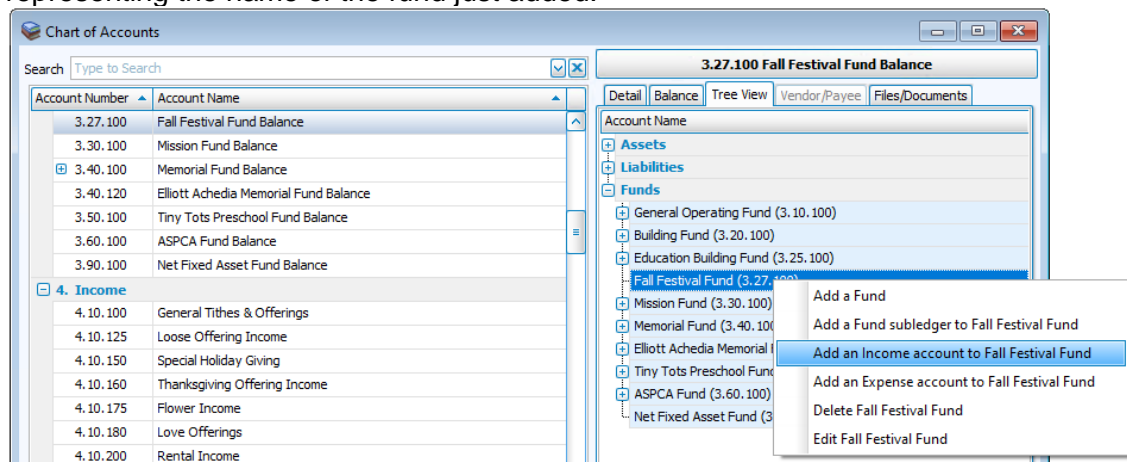 representing the name of the fund just added.
Chart of Accounts
Search Type to Search
Account Number Account Name
3.27.100 Fall Festival Fund Balance
3.30.100 Mission Fund Balance
3.40.100 Memorial Fund Balance
3.40.120 Elliott Achedia Memorial Fund Balance
3.50.100 Tiny Tots Preschool Fund Balance
3.60.100 ASPCA Fund Balance
3.90.100 Net Fixed Asset Fund Balance
4. Income
4.10.100 General Tithes & Offerings
4.10.125 Loose Offering Income
4.10.150 Special Holiday Giving
4.10.160 Thanksgiving Offering Income
4.10.175 Flower Income
4.10.180 Love Offerings
4.10.200 Rental Income
3.27.100 Fall Festival Fund Balance
Detail Balance Tree View Vendor/Payee Files/Documents
Account Name
Assets
Liabilities
Funds
General Operating Fund (3.10.100)
Building Fund (3.20.100)
Education Building Fund (3.25.100)
Fall Festival Fund (3.27.100)
Mission Fund (3.30.100)
Memorial Fund (3.40.100
Elliott Achedia Memorial
Tiny Tots Preschool Fund
ASPCA Fund (3.60.100)
Net Fixed Asset Fund (3
Add a Fund
Add a Fund subledger to Fall Festival Fund
Add an Income account to Fall Festival Fund
Add an Expense account to Fall Festival Fund
Delete Fall Festival Fund
Edit Fall Festival Fund